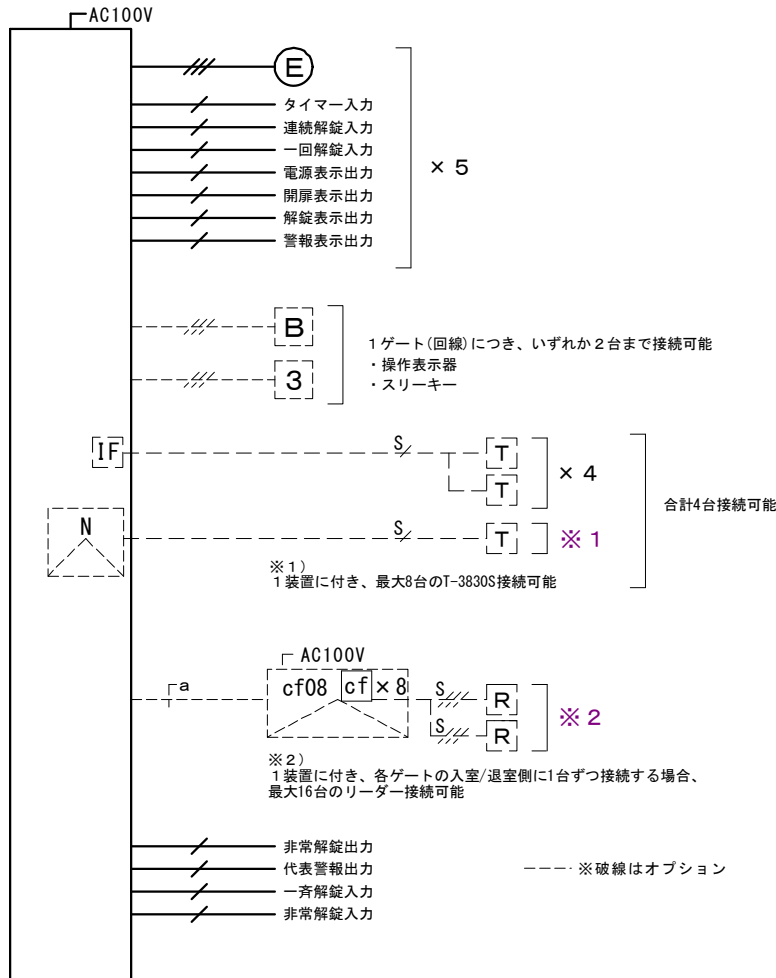 AC100V
E
タイマー入力
連続解錠入力
一回解錠入力
電源表示出力
開扉表示出力
解錠表示出力
警報表示出力
×5
B
3
1ゲート(回線)につき、いずれか2台まで接続可能
・操作表示器
・スリーキー
IF
S
T
T
×4
合計4台接続可能
N
S
T
※1
※1)
1装置に付き、最大8台のT-3830S接続可能
a
AC100V
cf08 cf ×8
S
R
S
R
※2
※2)
1装置に付き、各ゲートの入室/退室側に1台ずつ接続する場合、
最大16台のリーダー接続可能
非常解錠出力
代表警報出力
一斉解錠入力
非常解錠入力
※破線はオプション